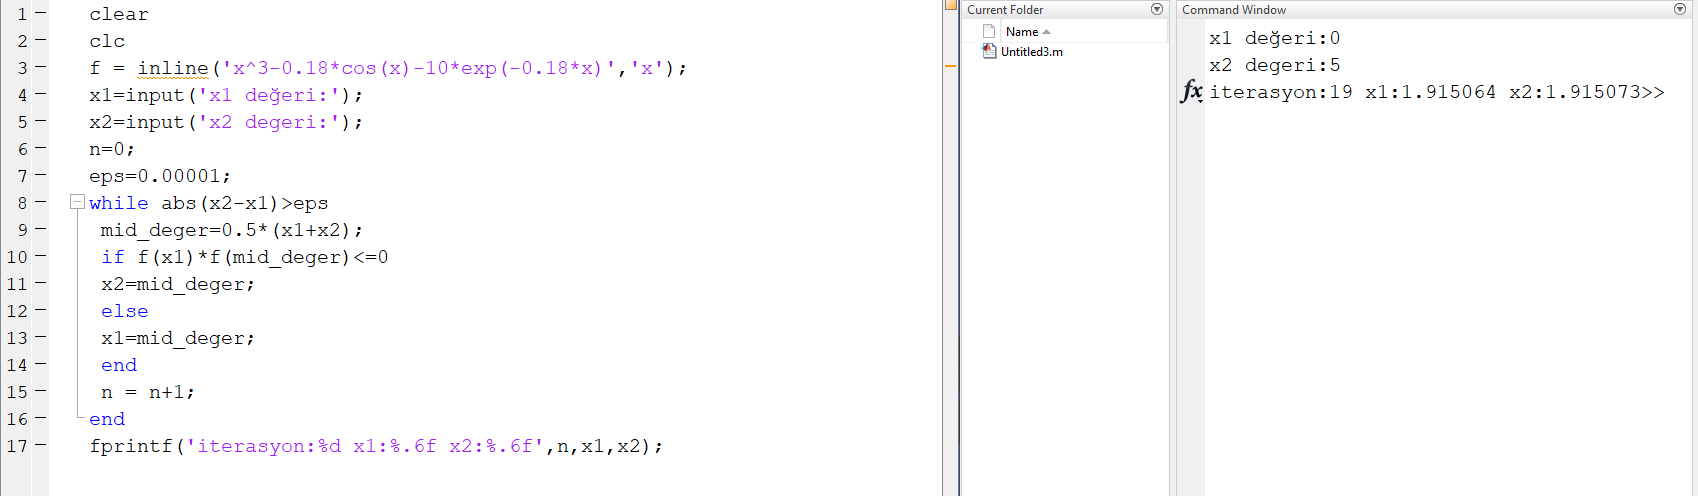 1 clear
2 clc
3 f = inline('x^3-0.18*cos(x)-10*exp(-0.18*x)','x');
4 x1=input('x1 değeri:');
5 x2=input('x2 degeri:');
6 n=0;
7 eps=0.00001;
8 while abs(x2-x1)>eps
9 mid_deger=0.5*(x1+x2);
10 if f(x1)*f(mid_deger)<=0
11 x2=mid_deger;
12 else
13 x1=mid_deger;
14 end
15 n = n+1;
16 end
17 fprintf('iterasyon:%d x1:%.6f x2:%.6f',n,x1,x2);
Current Folder
Name
Untitled3.m
Command Window
x1 değeri:0
x2 degeri:5
fx iterasyon:19 x1:1.915064 x2:1.915073>>